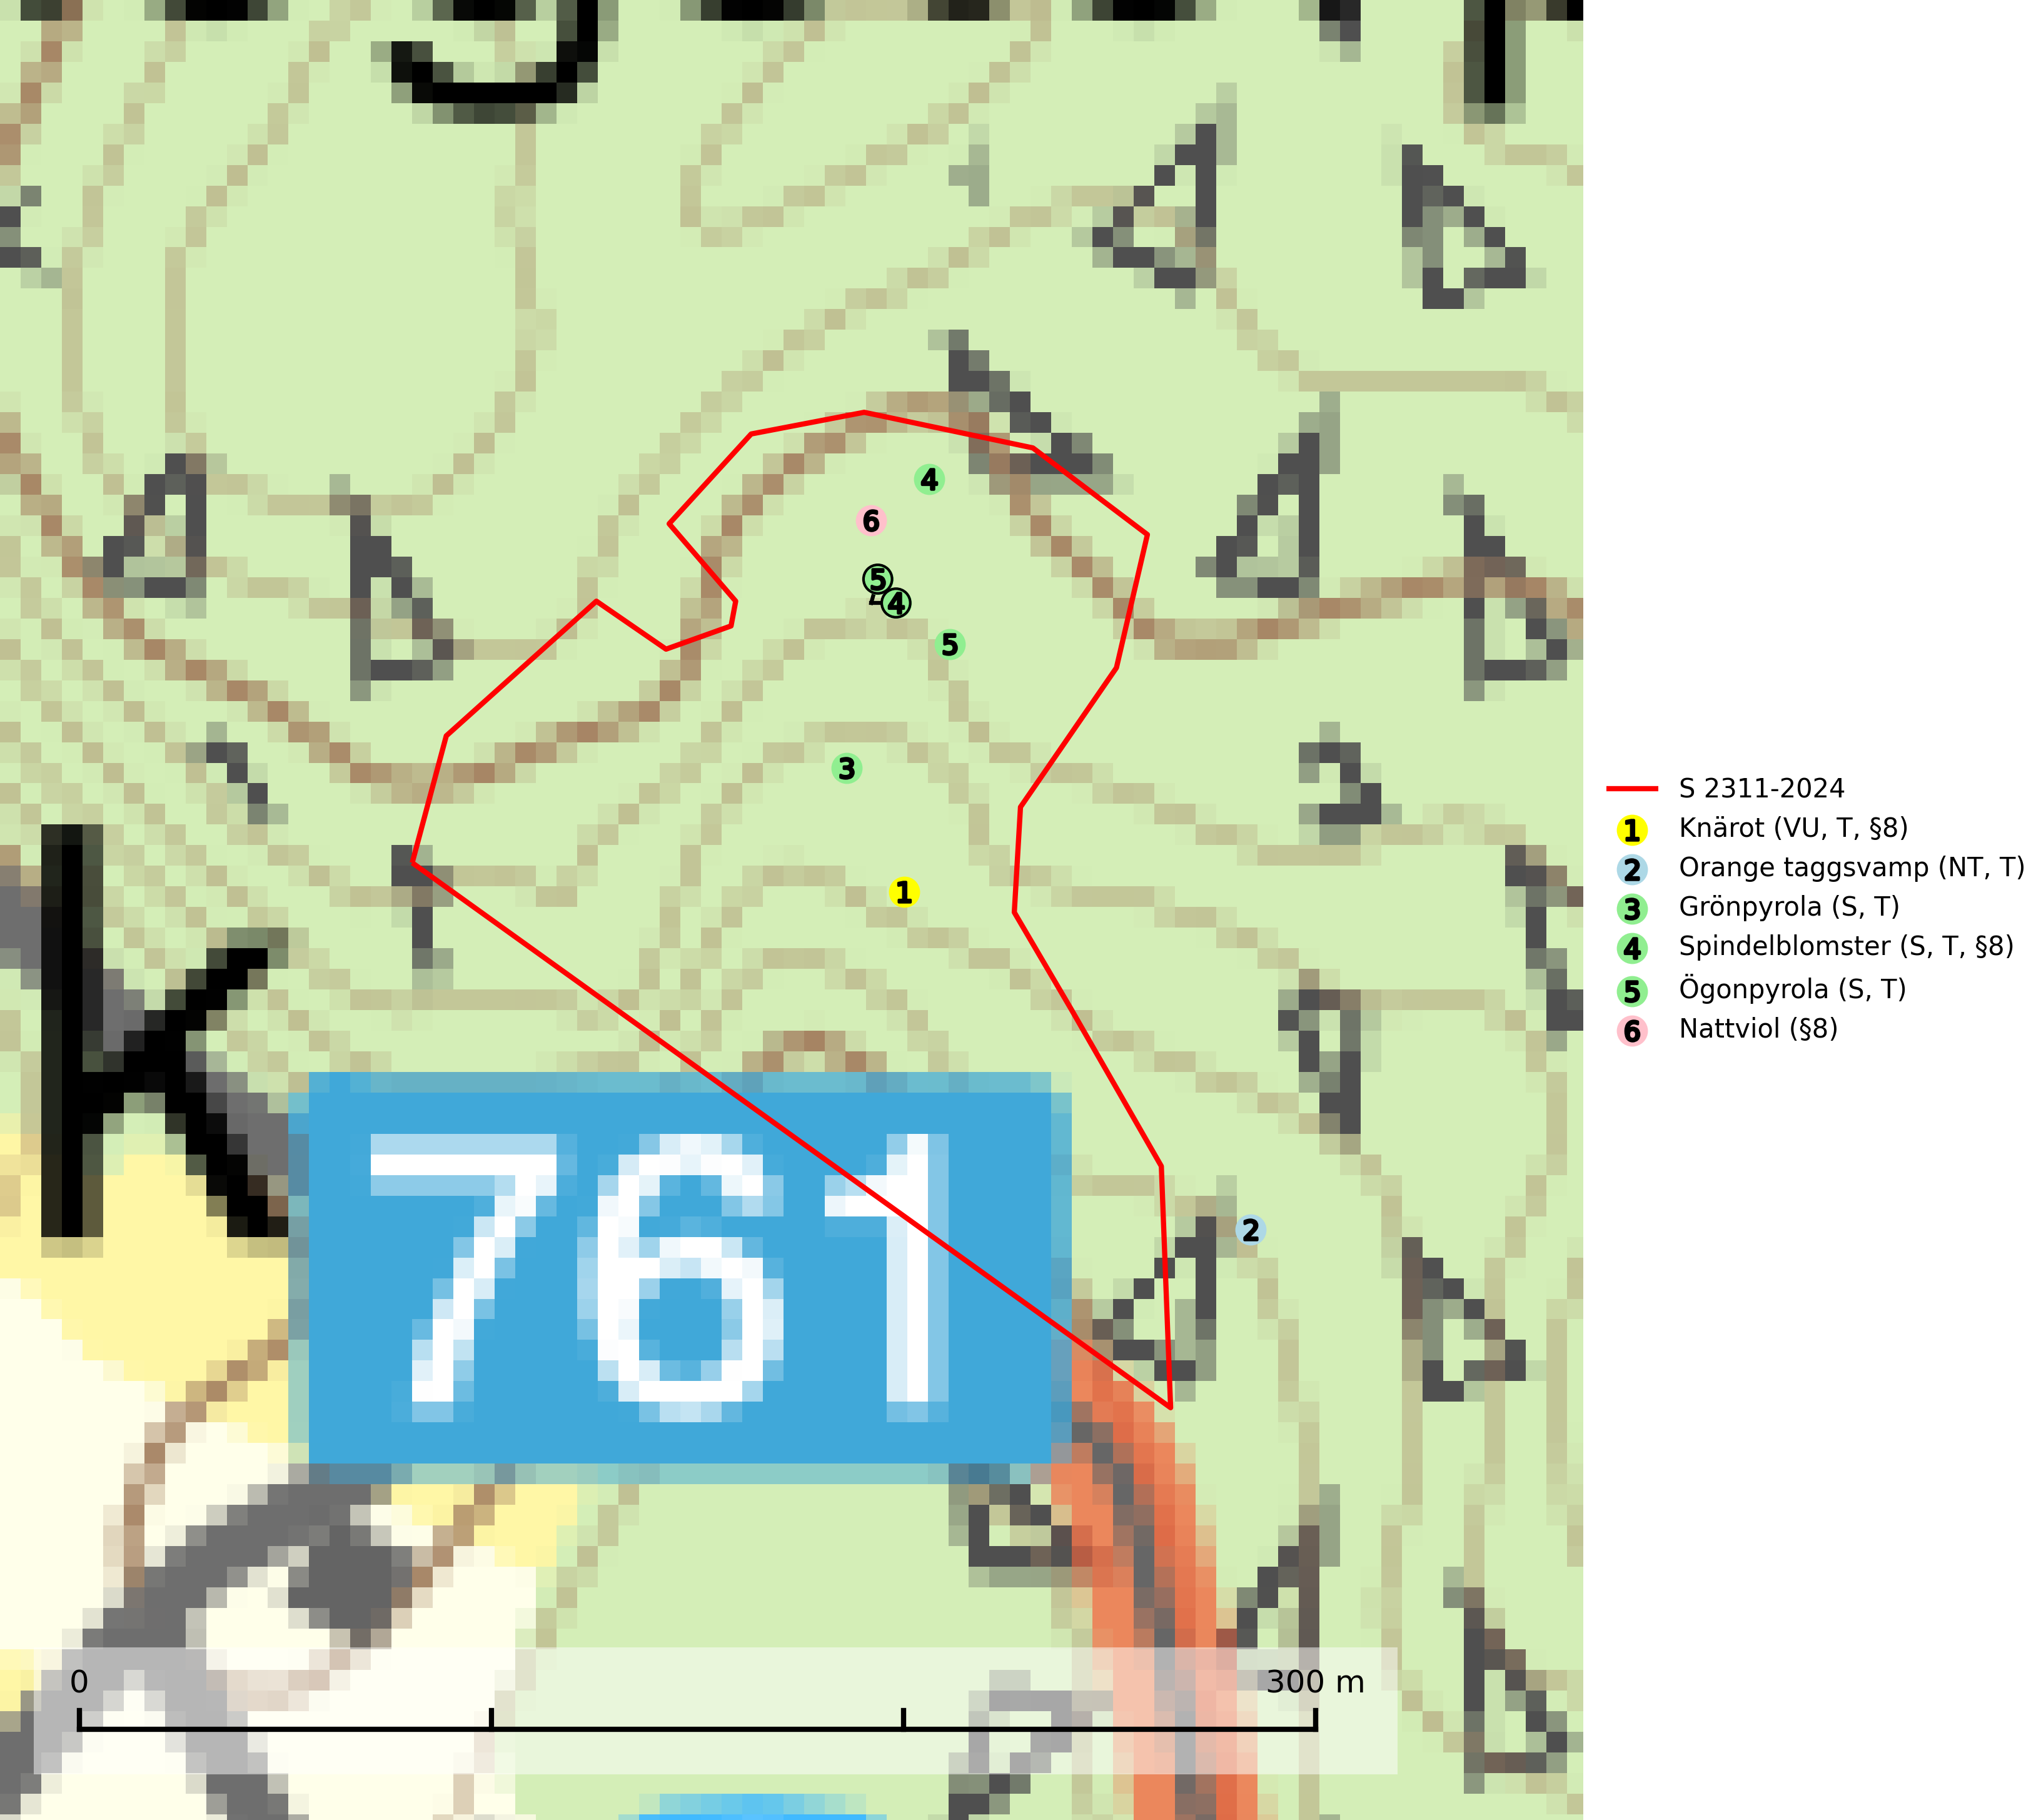 4
6
5
4
5
3
1
2
761
0 300 m
S 2311-2024
1 Knärot (VU, T, §8)
2 Orange taggsvamp (NT, T)
3 Grönpyrola (S, T)
4 Spindelblomster (S, T, §8)
5 Ögonpyrola (S, T)
6 Nattviol (§8)